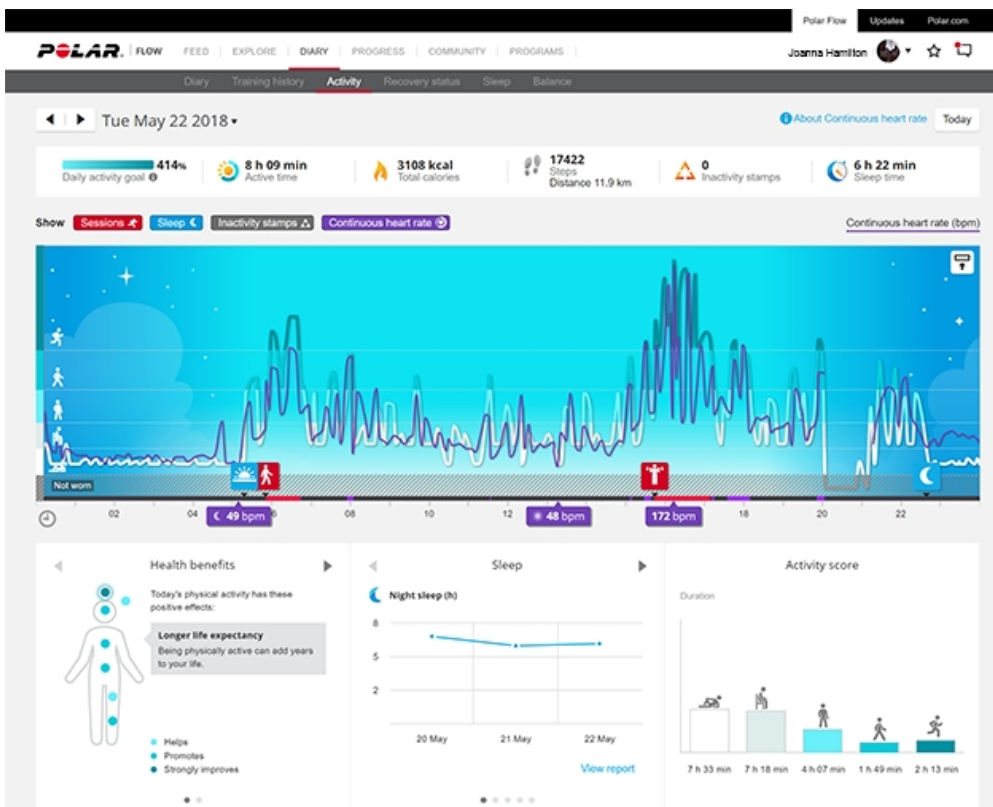 Polar Flow Updates Polar.com
POLAR. FLOW FEED EXPLORE DIARY PROGRESS COMMUNITY PROGRAMS
Joanna Hamilton
Diary Training history Activity Recovery status Sleep Balance
Tue May 22 2018
About Continuous heart rate Today
414%
Daily activity goal
8 h 09 min
Active time
3108 kcal
Total calories
17422
Steps
Distance 11.9 km
0
Inactivity stamps
6 h 22 min
Sleep time
Show Sessions Sleep Inactivity stamps Continuous heart rate
Continuous heart rate (bpm)
Not worn
02 04 6 08 10 12 18 20 22
49 bpm
48 bpm
172 bpm
Health benefits
Today's physical activity has these
positive effects:
Longer life expectancy
Being physically active can add years
to your life.
Helps
Promotes
Strongly improves
Sleep
Night sleep (h)
8
5
2
20 May 21 May 22 May
View report
Activity score
Duration
7 h 33 min 7 h 18 min 4 h 07 min 1 h 49 min 2 h 13 min